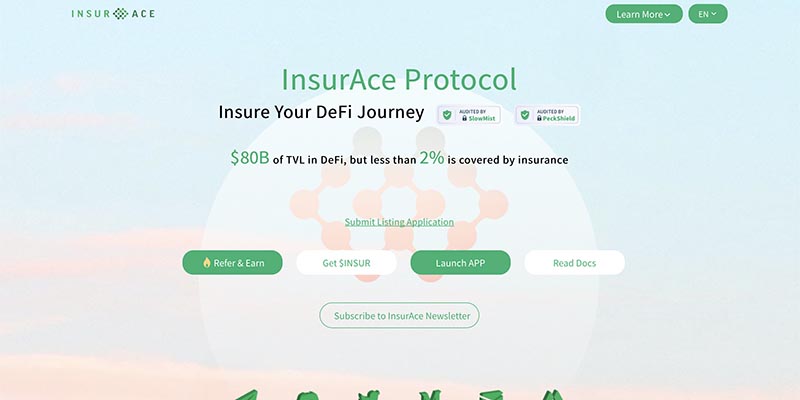 INSUR ACE
Learn More
EN
InsurAce Protocol
Insure Your DeFi Journey
AUDITED BY
SlowMist
AUDITED BY
PeckShield
$80B of TVL in DeFi, but less than 2% is covered by insurance
Submit Listing Application
Refer & Earn
Get $INSUR
Launch APP
Read Docs
Subscribe to InsurAce Newsletter